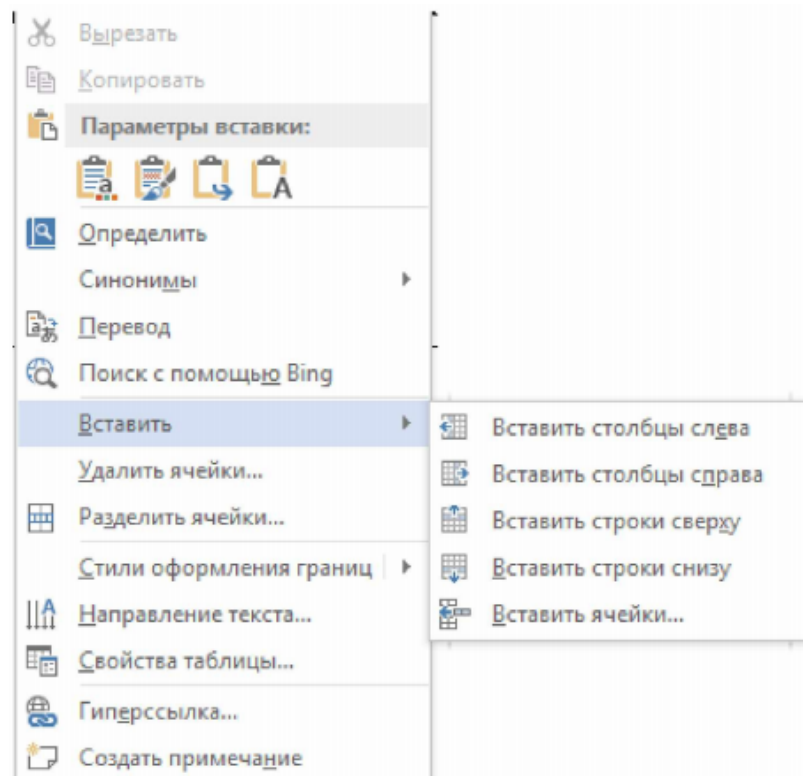 Вырезать
Копировать
Параметры вставки:
Определить
Синонимы
Перевод
Поиск с помощью Bing
Вставить
Удалить ячейки...
Разделить ячейки...
Стили оформления границ
Направление текста...
Свойства таблицы...
Гиперссылка...
Создать примечание
Вставить столбцы слева
Вставить столбцы справа
Вставить строки сверху
Вставить строки снизу
Вставить ячейки...